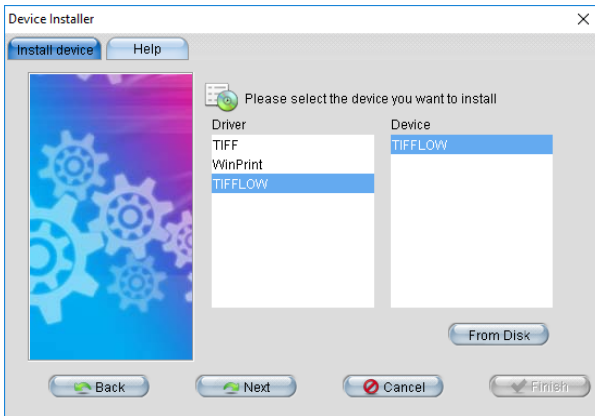 Device Installer
Install device
Help
Please select the device you want to install
Driver
Device
TIFF
WinPrint
TIFFLOW
TIFFLOW
From Disk
Back
Next
Cancel
Finish